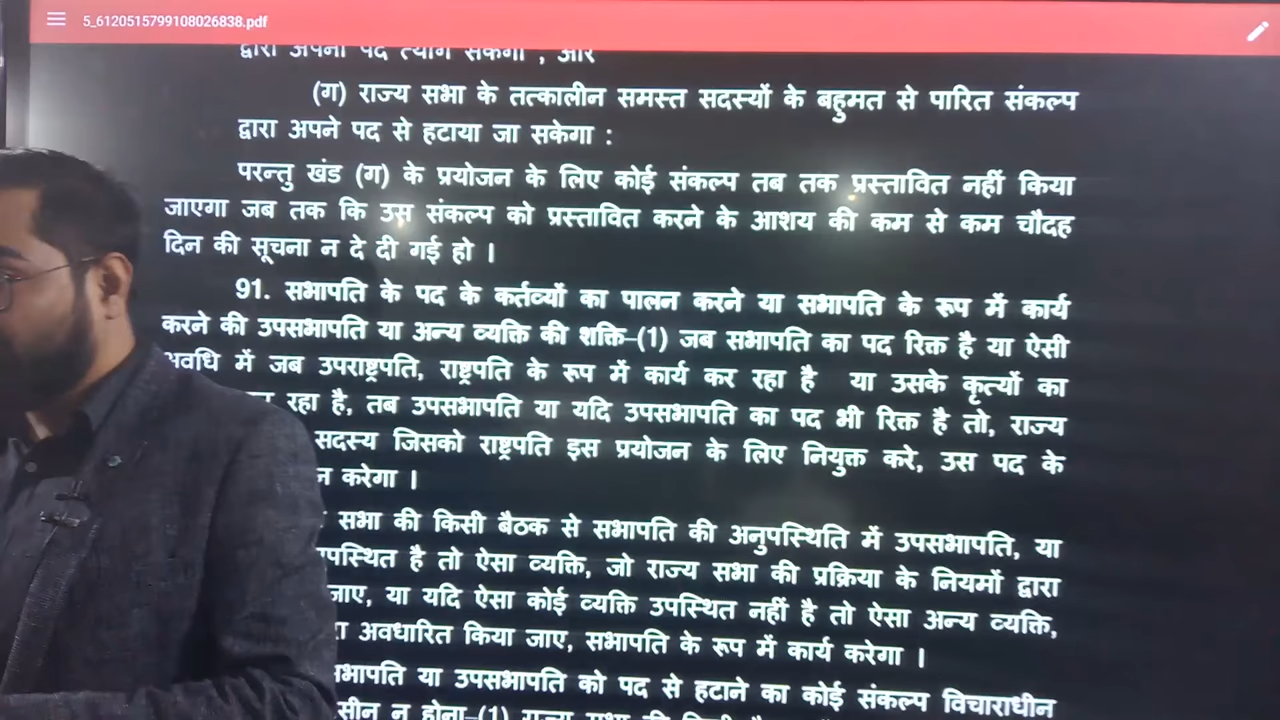 5_6120515799108026838.pdf
द्वारा अपना पद त्याग सकेगा ; और
(ग) राज्य सभा के तत्कालीन समस्त सदस्यों के बहुमत से पारित संकल्प
द्वारा अपने पद से हटाया जा सकेगा :
परन्तु खंड (ग) के प्रयोजन के लिए कोई संकल्प तब तक प्रस्तावित नहीं किया
जाएगा जब तक कि उस संकल्प को प्रस्तावित करने के आशय की कम से कम चौदह
दिन की सूचना न दे दी गई हो ।
91. सभापति के पद के कर्तव्यों का पालन करने या सभापति के रूप में कार्य
करने की उपसभापति या अन्य व्यक्ति की शक्ति–(1) जब सभापति का पद रिक्त है या ऐसी
अवधि में जब उपराष्ट्रपति, राष्ट्रपति के रूप में कार्य कर रहा है या उसके कृत्यों का
रहा है, तब उपसभापति या यदि उपसभापति का पद भी रिक्त है तो, राज्य
सदस्य जिसको राष्ट्रपति इस प्रयोजन के लिए नियुक्त करे, उस पद के
करेगा ।
सभा की किसी बैठक से सभापति की अनुपस्थिति में उपसभापति, या
है तो ऐसा व्यक्ति, जो राज्य सभा की प्रक्रिया के नियमों द्वारा
जाए, या यदि ऐसा कोई व्यक्ति उपस्थित नहीं है तो ऐसा अन्य व्यक्ति,
अवधारित किया जाए, सभापति के रूप में कार्य करेगा ।
या उपसभापति को पद से हटाने का कोई संकल्प विचाराधीन
न होना–(1) राज्य सभा की किसी